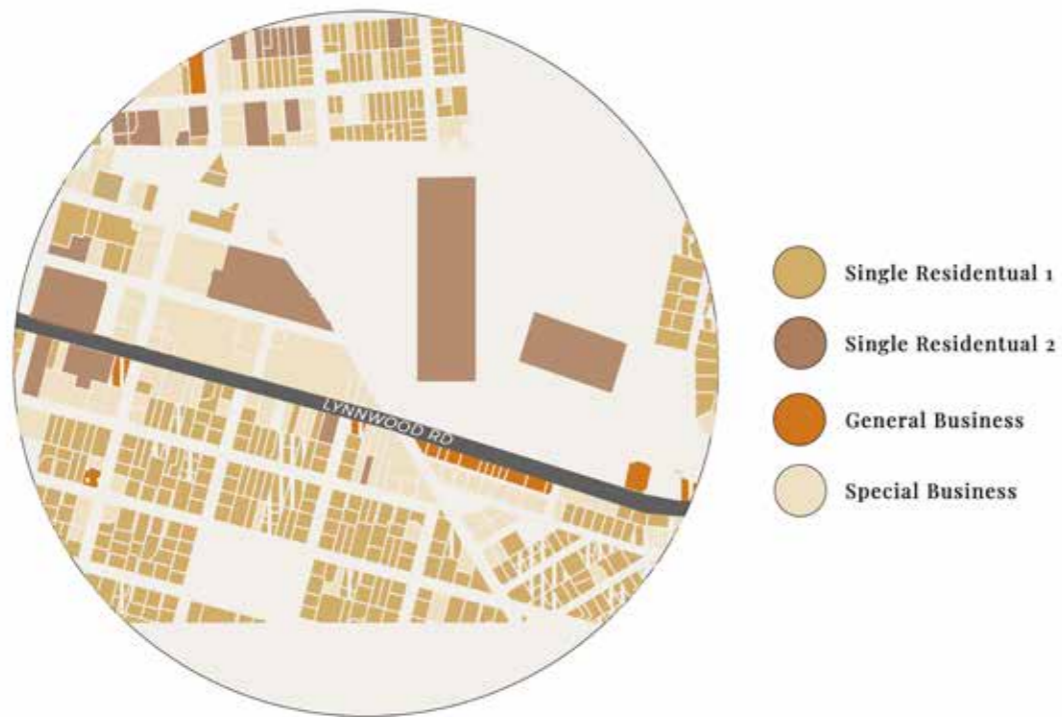 Single Residentual 1
Single Residentual 2
General Business
Special Business
LYNNWOOD RD